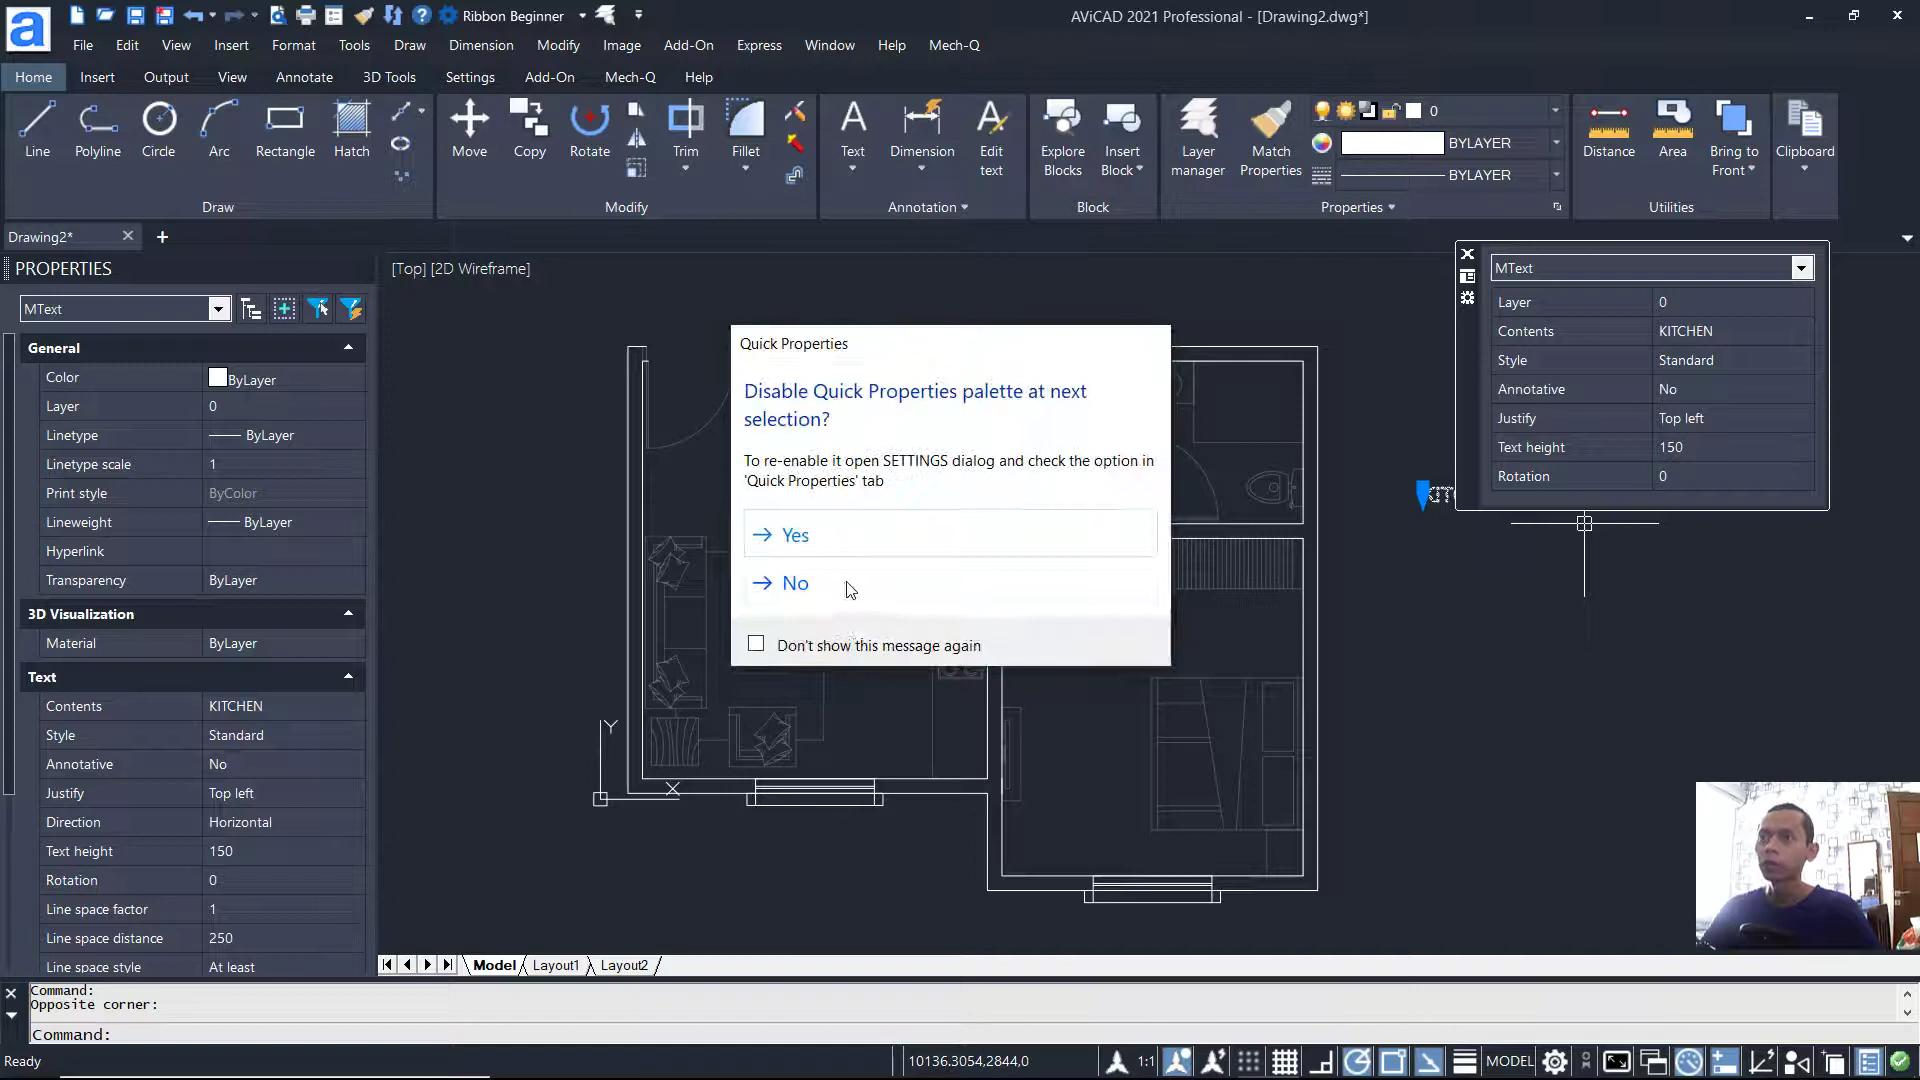 Ribbon Beginner
AViCAD 2021 Professional - [Drawing2.dwg*]
File Edit View Insert Format Tools Draw Dimension Modify Image Add-On Express Window Help Mech-Q
Home Insert Output View Annotate 3D Tools Settings Add-On Mech-Q Help
Line Polyline Circle Arc Rectangle Hatch
Draw
Move Copy Rotate Trim Fillet
Modify
Text Dimension Edit text
Annotation
Explore Blocks Insert Block
Block
Layer manager Match Properties
0
BYLAYER
BYLAYER
Properties
Distance Area Bring to Front
Utilities
Clipboard
Drawing2*
PROPERTIES
MText
General
Color ByLayer
Layer 0
Linetype ByLayer
Linetype scale 1
Print style ByColor
Lineweight ByLayer
Hyperlink
Transparency ByLayer
3D Visualization
Material ByLayer
Text
Contents KITCHEN
Style Standard
Annotative No
Justify Top left
Direction Horizontal
Text height 150
Rotation 0
Line space factor 1
Line space distance 250
Line space style At least
[Top] [2D Wireframe]
Quick Properties
Disable Quick Properties palette at next
selection?
To re-enable it open SETTINGS dialog and check the option in
'Quick Properties' tab
Yes
No
Don't show this message again
MText
Layer 0
Contents KITCHEN
Style Standard
Annotative No
Justify Top left
Text height 150
Rotation 0
Y
X
Model Layout1 Layout2
Command:
Opposite corner:
Command:
Ready
10136.3054,2844,0
1:1
MODEL